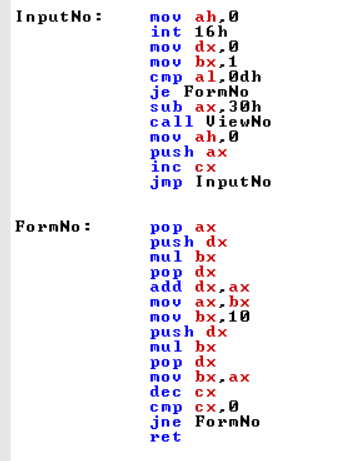 InputNo: mov ah,0
int 16h
mov dx,0
mov bx,1
cmp al,0dh
je FormNo
sub ax,30h
call ViewNo
mov ah,0
push ax
inc cx
jmp InputNo
FormNo: pop ax
push dx
mul bx
pop dx
add dx,ax
mov ax,bx
mov bx,10
push dx
mul bx
pop dx
mov bx,ax
dec cx
cmp cx,0
jne FormNo
ret